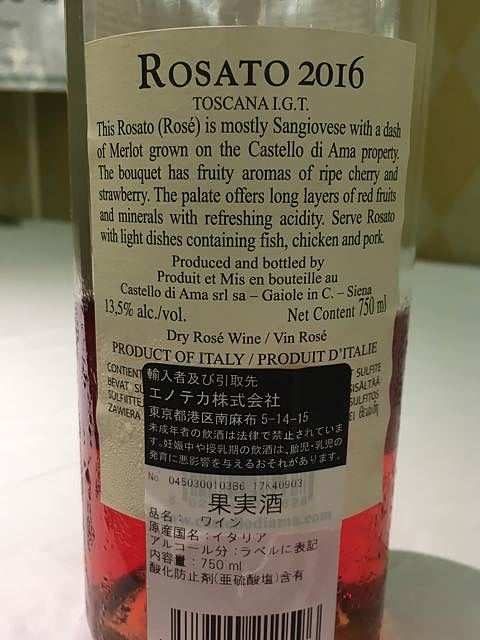 ROSATO 2016
TOSCANA I.G.T.
This Rosato (Rosé) is mostly Sangiovese with a dash
of Merlot grown on the Castello di Ama property.
The bouquet has fruity aromas of ripe cherry and
strawberry. The palate offers long layers of red fruits
and minerals with refreshing acidity. Serve Rosato
with light dishes containing fish, chicken and pork.
Produced and bottled by
Produit et Mis en bouteille au
Castello di Ama srl sa – Gaiole in C. – Siena
13,5% alc./vol. Net Content 750 ml
Dry Rosé Wine / Vin Rosé
PRODUCT OF ITALY / PRODUIT D'ITALIE
輸入者及び引取先
エノテカ株式会社
東京都港区南麻布 5-14-15
未成年者の飲酒は法律で禁止されていま
す。妊娠中や授乳期の飲酒は、胎児・乳児の
発育に悪影響を与えるおそれがあります。
No 0450300103B6 17K40903
果実酒
品名: ワイン
原産国名:イタリア
アルコール分:ラベルに表記
内容量:750 ml
酸化防止剤(亜硫酸塩)含有